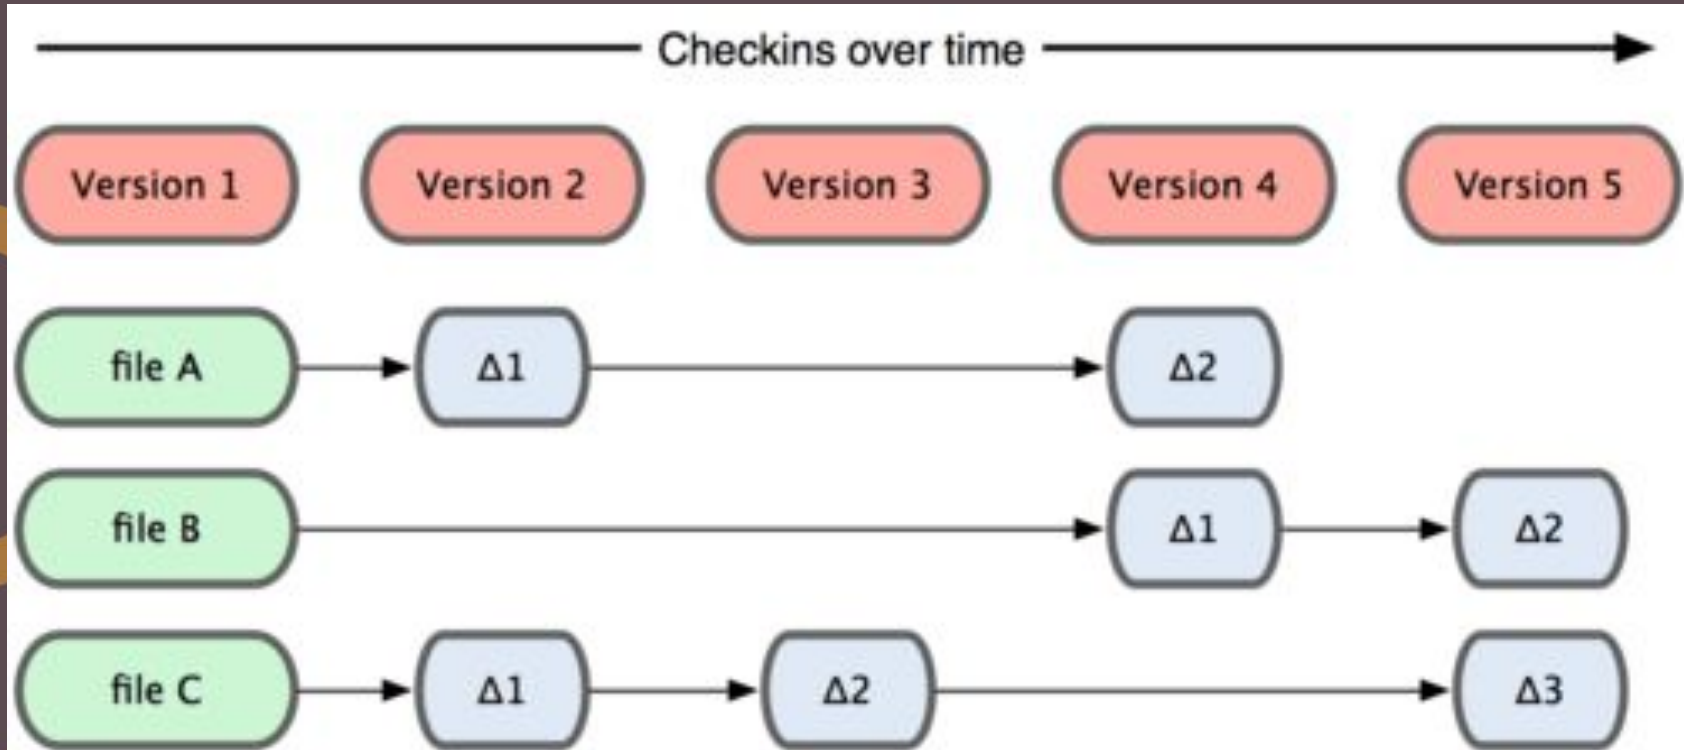 Checkins over time
Version 1 Version 2 Version 3 Version 4 Version 5
file A Δ1 Δ2
file B Δ1 Δ2
file C Δ1 Δ2 Δ3